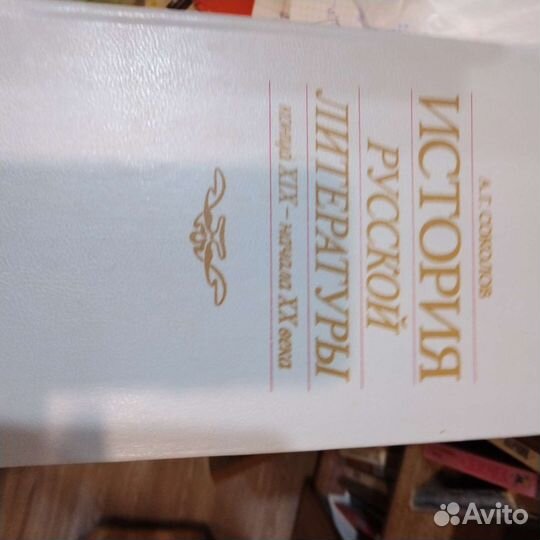 А. Г. СОКОЛОВ
ИСТОРИЯ
РУССКОЙ
ЛИТЕРАТУРЫ
конца XIX – начала XX века
Avito